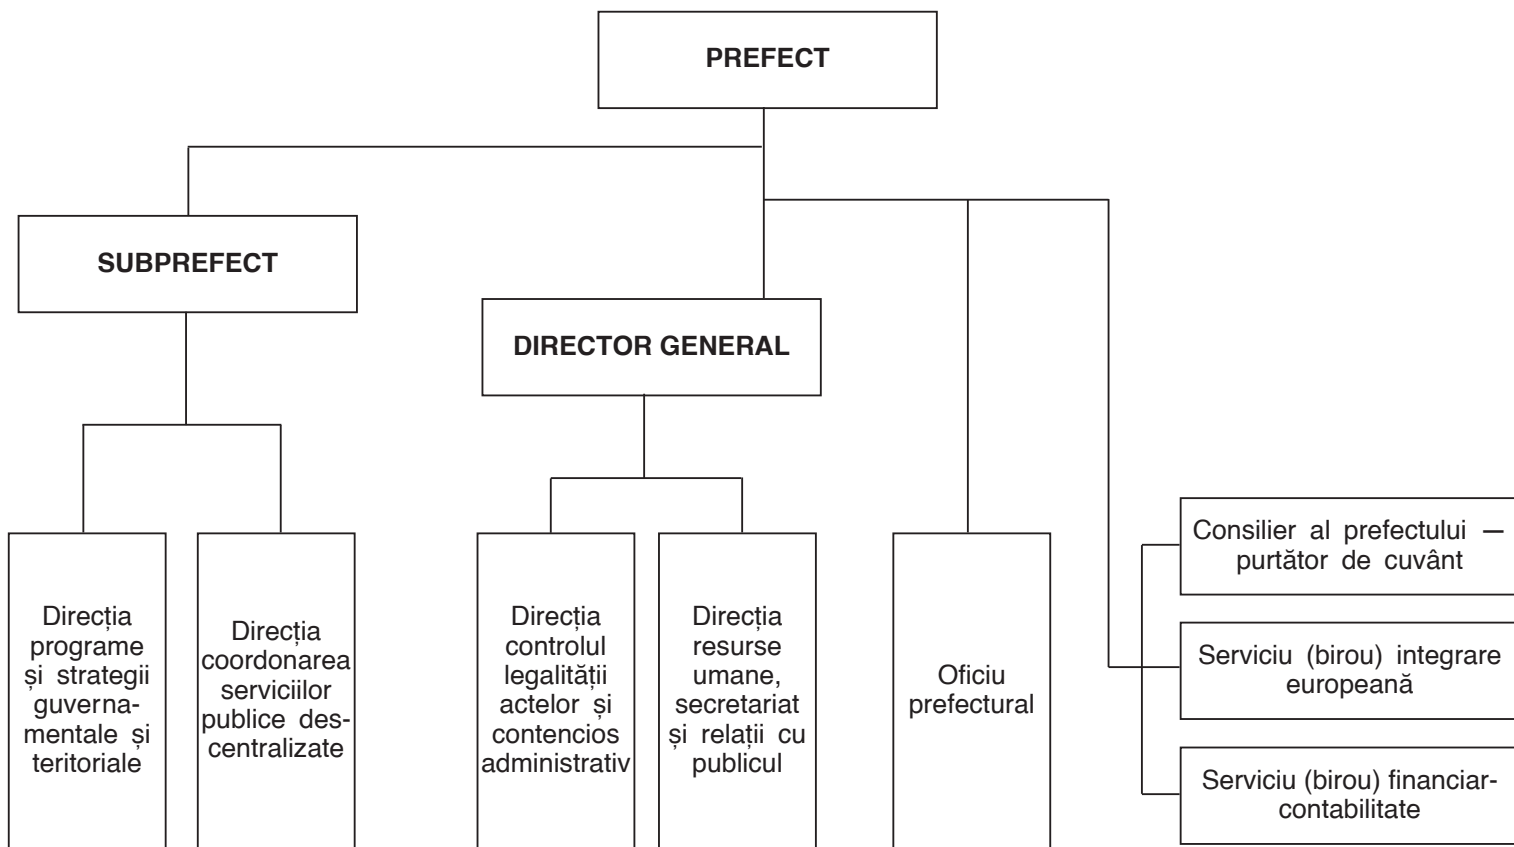 PREFECT
SUBPREFECT
DIRECTOR GENERAL
Direcția
programe
și strategii
guverna-
mentale și
teritoriale
Direcția
coordonarea
serviciilor
publice des-
centralizate
Direcția
controlul
legalității
actelor și
contencios
administrativ
Direcția
resurse
umane,
secretariat
și relații cu
publicul
Oficiu
prefectural
Consilier al prefectului —
purtător de cuvânt
Serviciu (birou) integrare
europeană
Serviciu (birou) financiar-
contabilitate